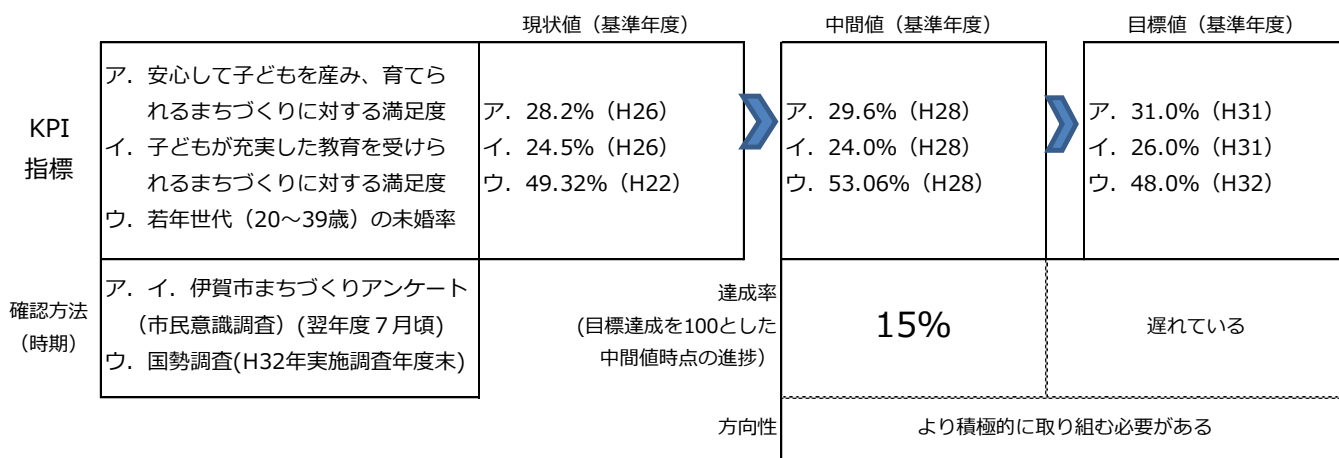 現状値（基準年度）
中間値（基準年度）
目標値（基準年度）
KPI
指標
ア．安心して子どもを産み、育てら
れるまちづくりに対する満足度
イ．子どもが充実した教育を受けら
れるまちづくりに対する満足度
ウ．若年世代（20～39歳）の未婚率
ア．28.2%（H26）
イ．24.5%（H26）
ウ．49.32%（H22）
ア．29.6%（H28）
イ．24.0%（H28）
ウ．53.06%（H28）
ア．31.0%（H31）
イ．26.0%（H31）
ウ．48.0%（H32）
確認方法
（時期）
ア．イ．伊賀市まちづくりアンケート
（市民意識調査）(翌年度７月頃)
ウ．国勢調査(H32年実施調査年度末)
達成率
(目標達成を100とした
中間値時点の進捗）
15%
遅れている
方向性
より積極的に取り組む必要がある